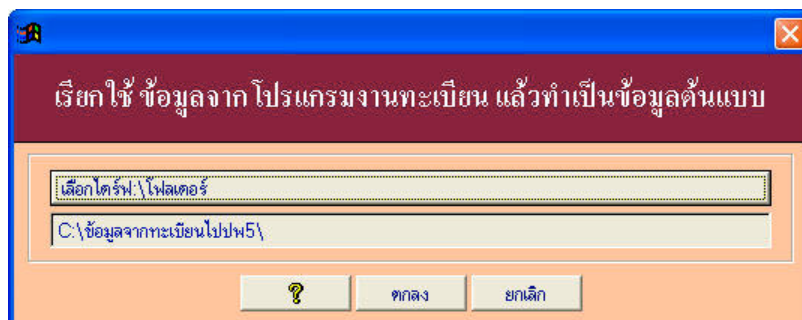 เรียกใช้ ข้อมูลจาก โปรแกรมงานทะเบียน แล้วทำเป็นข้อมูลต้นแบบ
เลือกไดร์ฟ:\โฟลเดอร์
C:\ข้อมูลจากทะเบียนไปปพ5\
? ตกลง ยกเลิก